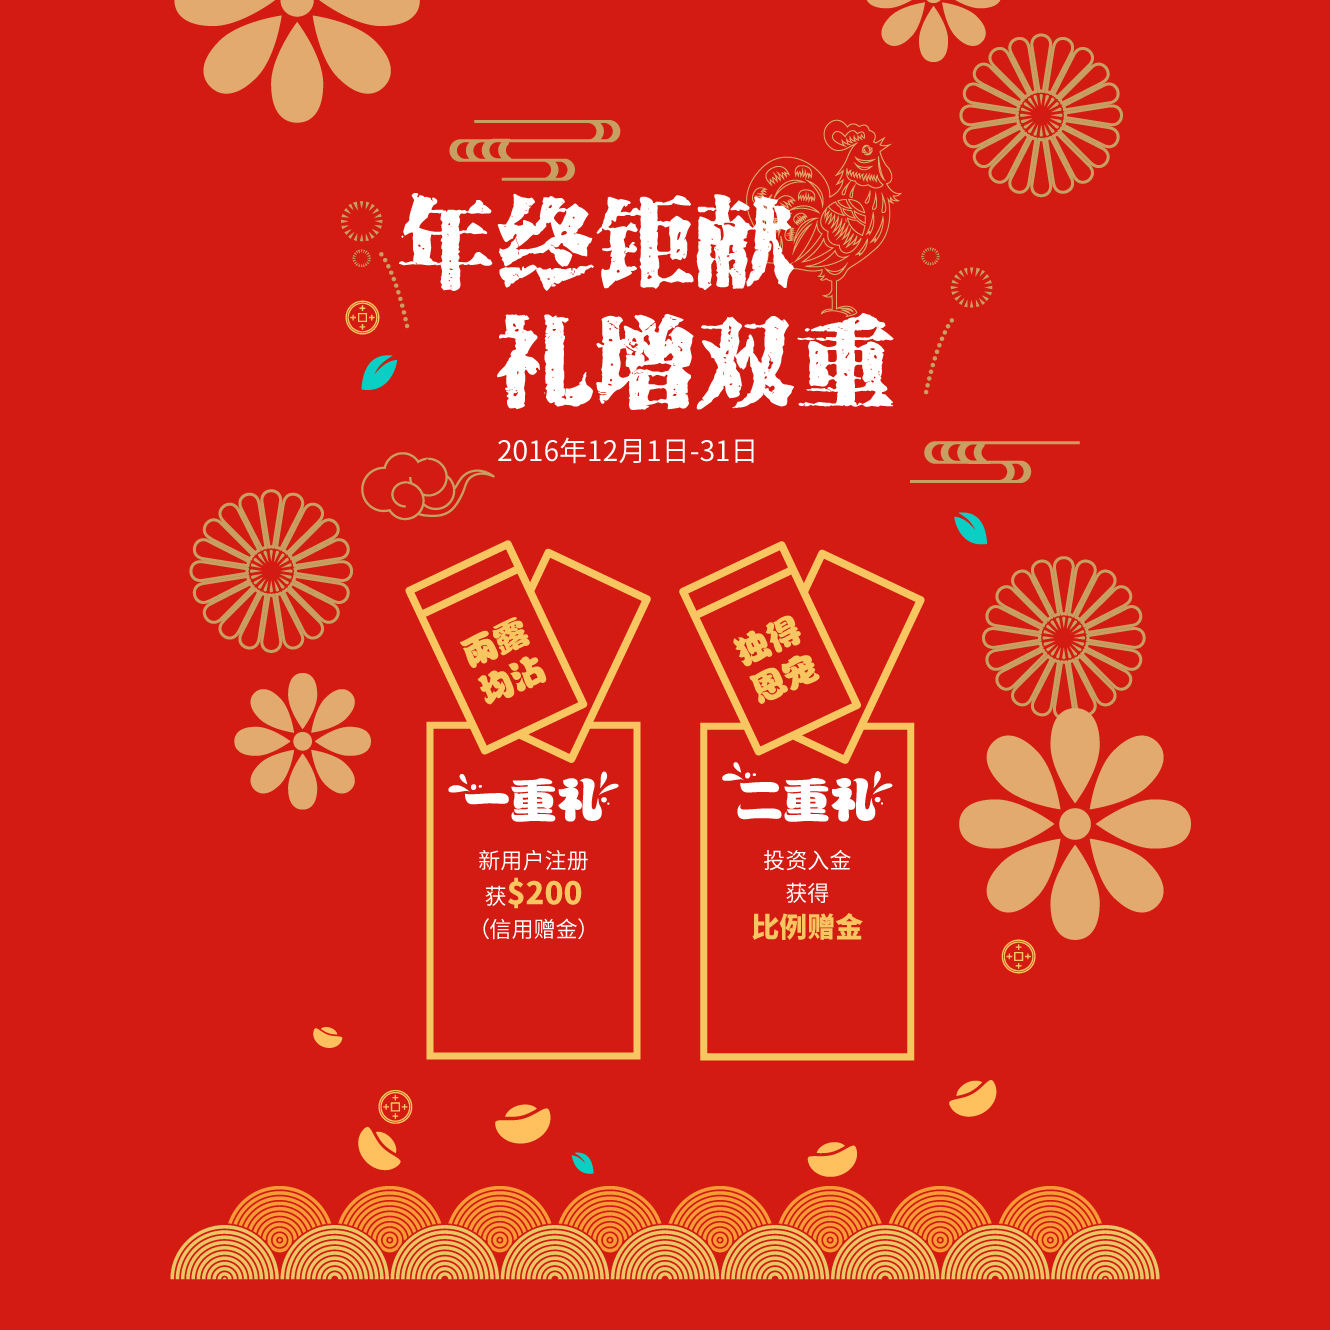 年终钜献
礼增双重
2016年12月1日-31日
雨露
均沾
独得
恩宠
一重礼
新用户注册
获$200
（信用赠金）
二重礼
投资入金
获得
比例赠金